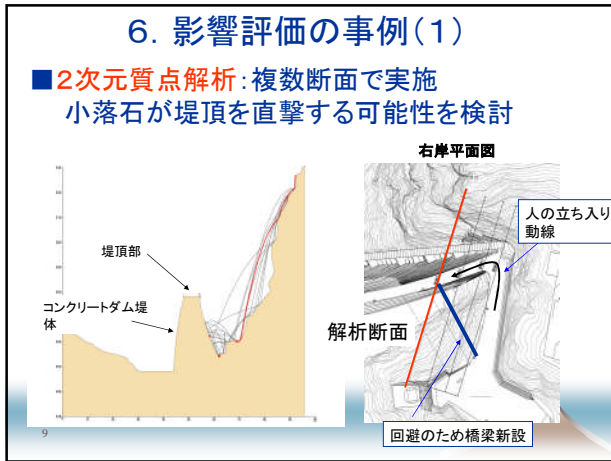 6. 影響評価の事例(1)
■2次元質点解析:複数断面で実施
小落石が堤頂を直撃する可能性を検討
右岸平面図
人の立ち入り
動線
堤頂部
コンクリートダム堤
体
解析断面
回避のため橋梁新設
9